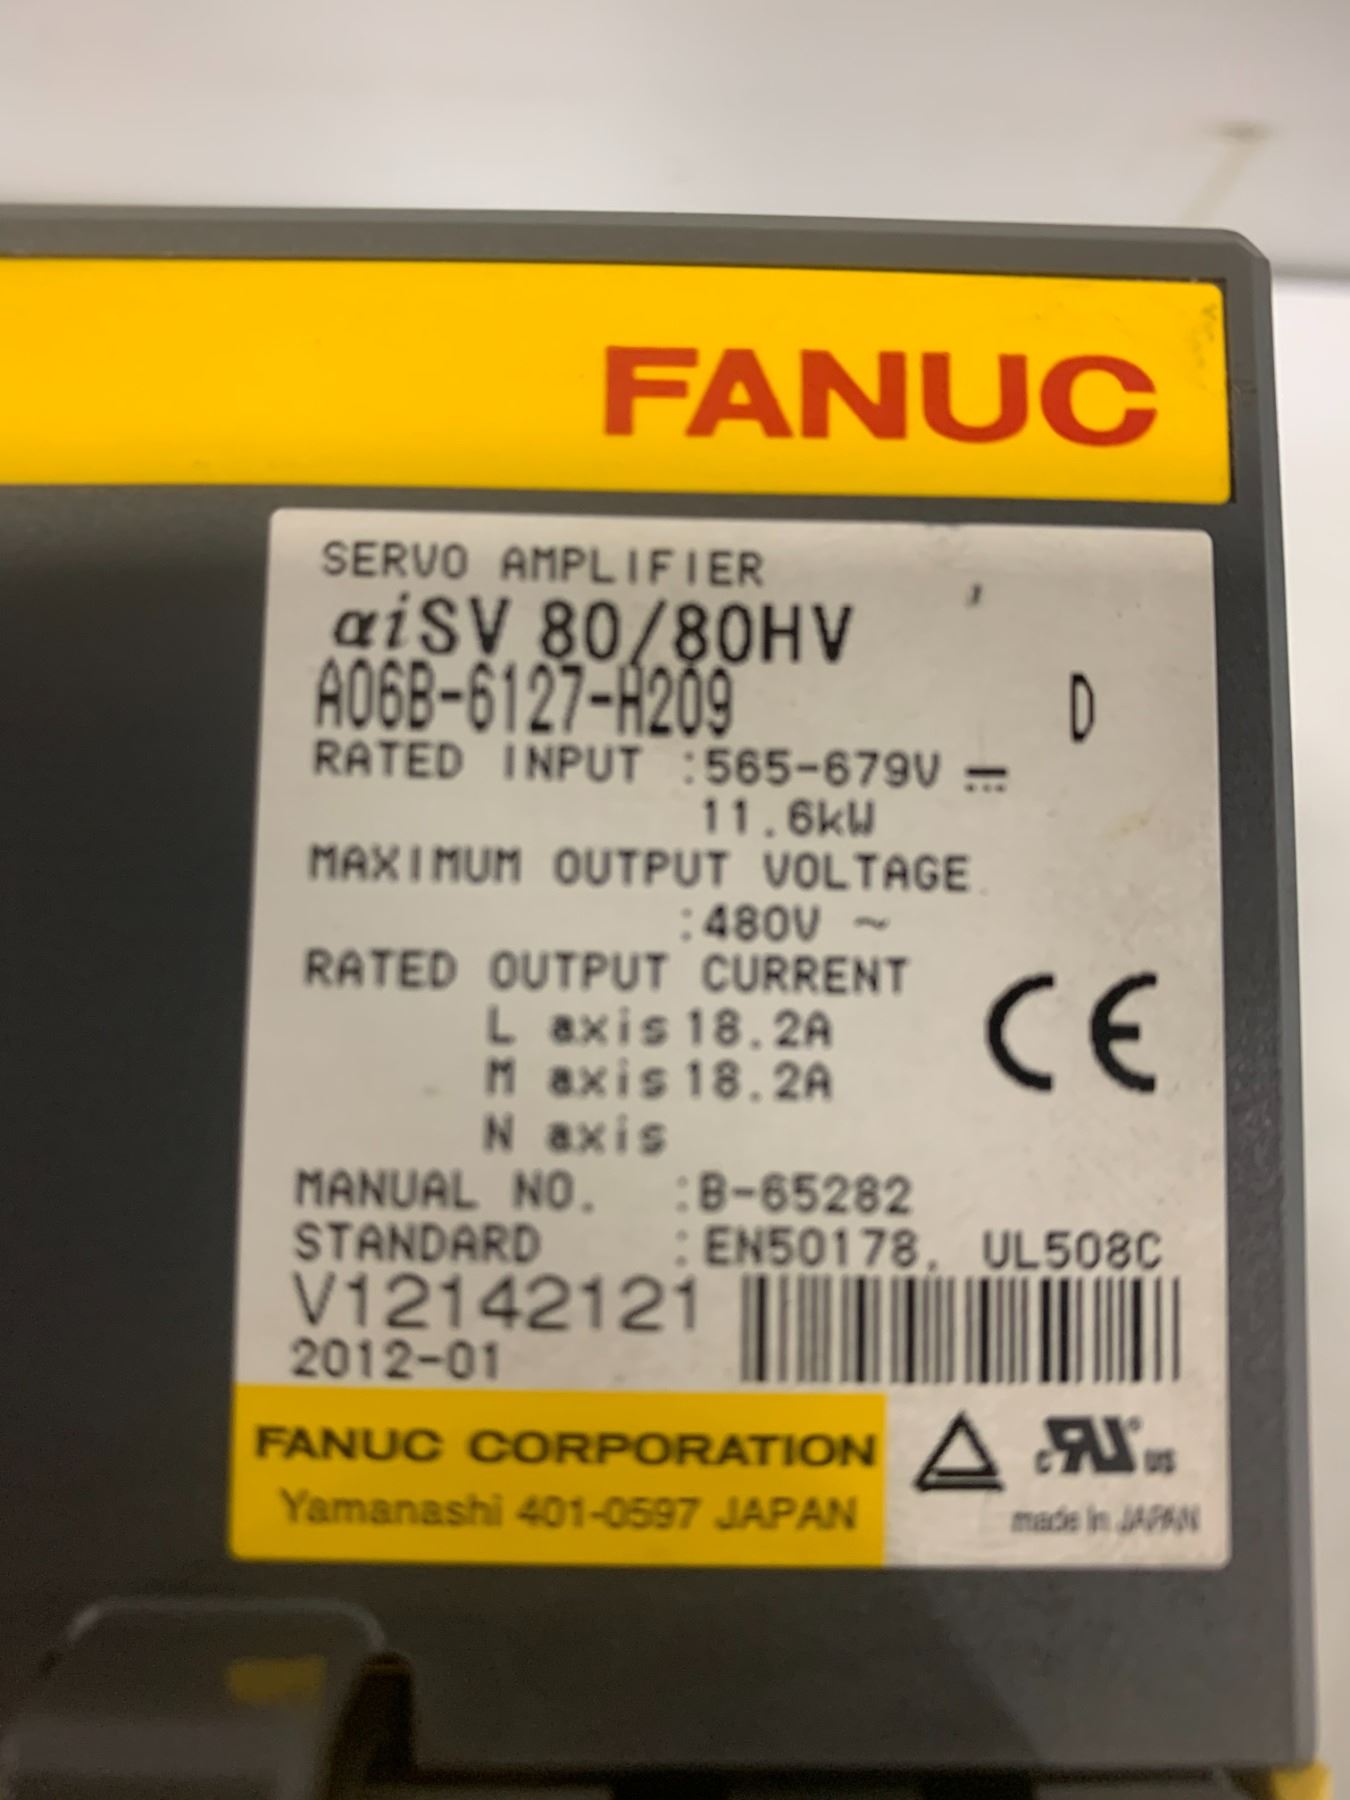 FANUC
SERVO AMPLIFIER
αiSV 80/80HV
A06B-6127-H209 D
RATED INPUT :565-679V ⎓
11.6kW
MAXIMUM OUTPUT VOLTAGE
:480V ~
RATED OUTPUT CURRENT
L axis 18.2A
M axis 18.2A
N axis
CE
MANUAL NO. :B-65282
STANDARD :EN50178, UL508C
V12142121
2012-01
FANUC CORPORATION
Yamanashi 401-0597 JAPAN
c RU us
made in JAPAN